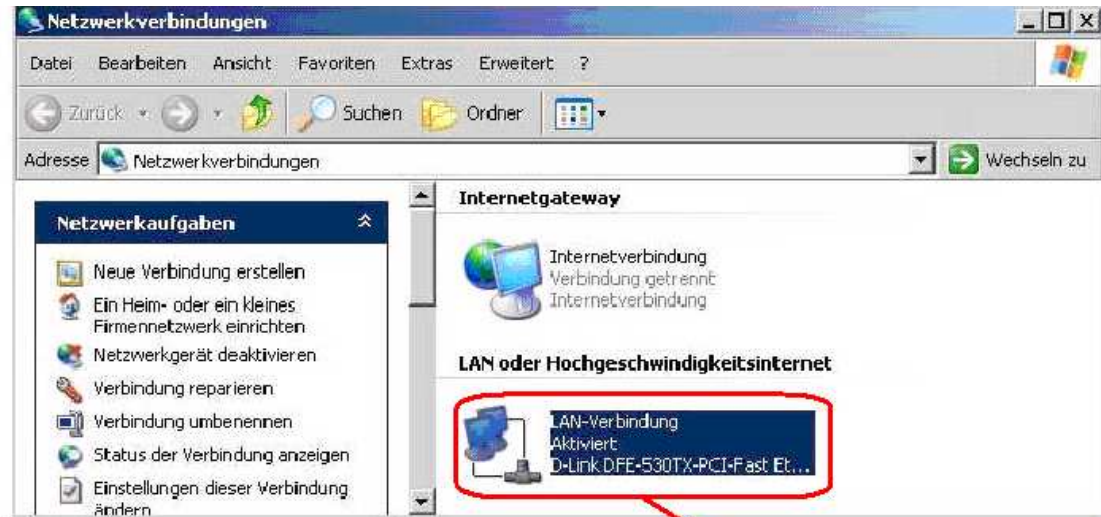 Netzwerkverbindungen
Datei Bearbeiten Ansicht Favoriten Extras Erweitert ?
Zurück Suchen Ordner
Adresse Netzwerkverbindungen Wechseln zu
Netzwerkaufgaben
Neue Verbindung erstellen
Ein Heim- oder ein kleines
Firmennetzwerk einrichten
Netzwerkgerät deaktivieren
Verbindung reparieren
Verbindung umbenennen
Status der Verbindung anzeigen
Einstellungen dieser Verbindung
ändern
Internetgateway
Internetverbindung
Verbindung getrennt
Internetverbindung
LAN oder Hochgeschwindigkeitsinternet
LAN-Verbindung
Aktiviert
D-Link DFE-530TX-PCI-Fast Et...